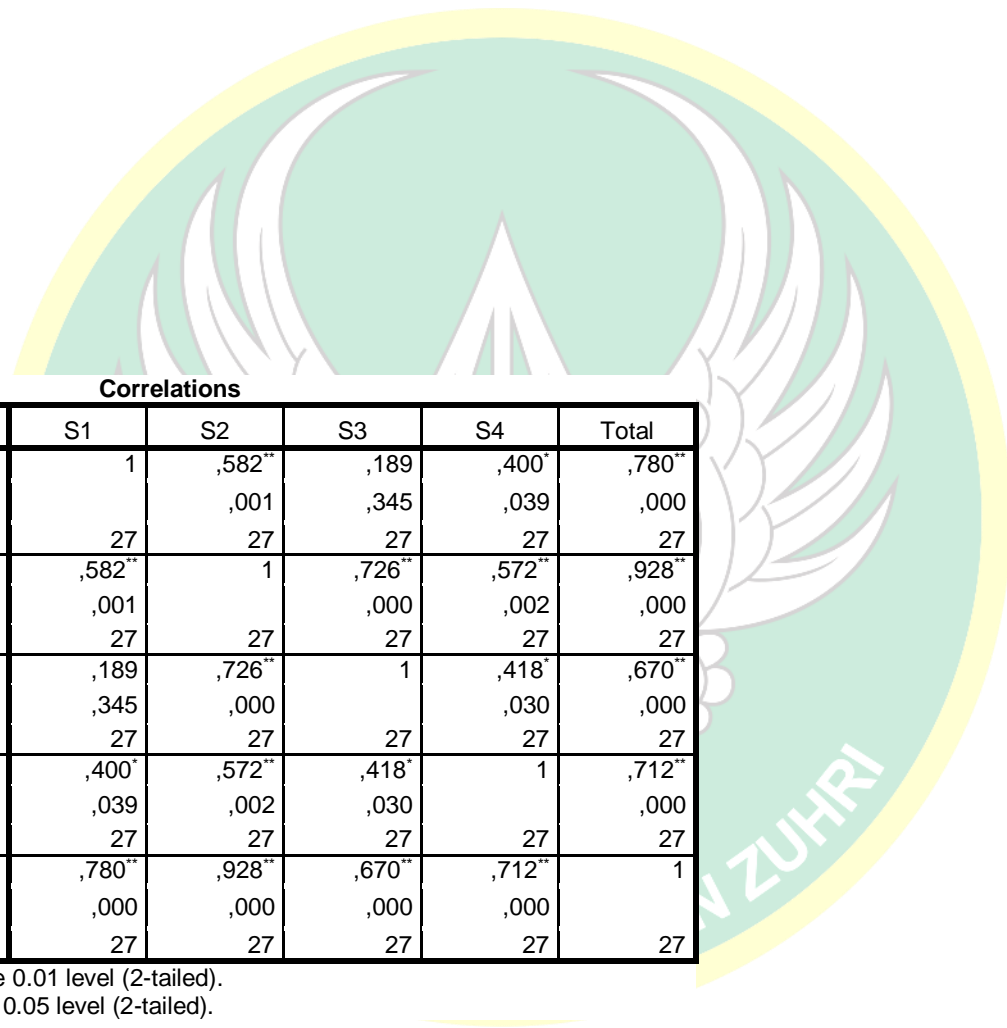 Correlations
S1 S2 S3 S4 Total
1 ,582** ,189 ,400* ,780**
,001 ,345 ,039 ,000
27 27 27 27 27
,582** 1 ,726** ,572** ,928**
,001 ,000 ,002 ,000
27 27 27 27 27
,189 ,726** 1 ,418* ,670**
,345 ,000 ,030 ,000
27 27 27 27 27
,400* ,572** ,418* 1 ,712**
,039 ,002 ,030 ,000
27 27 27 27 27
,780** ,928** ,670** ,712** 1
,000 ,000 ,000 ,000
27 27 27 27 27
0.01 level (2-tailed).
0.05 level (2-tailed).
ZUHRI